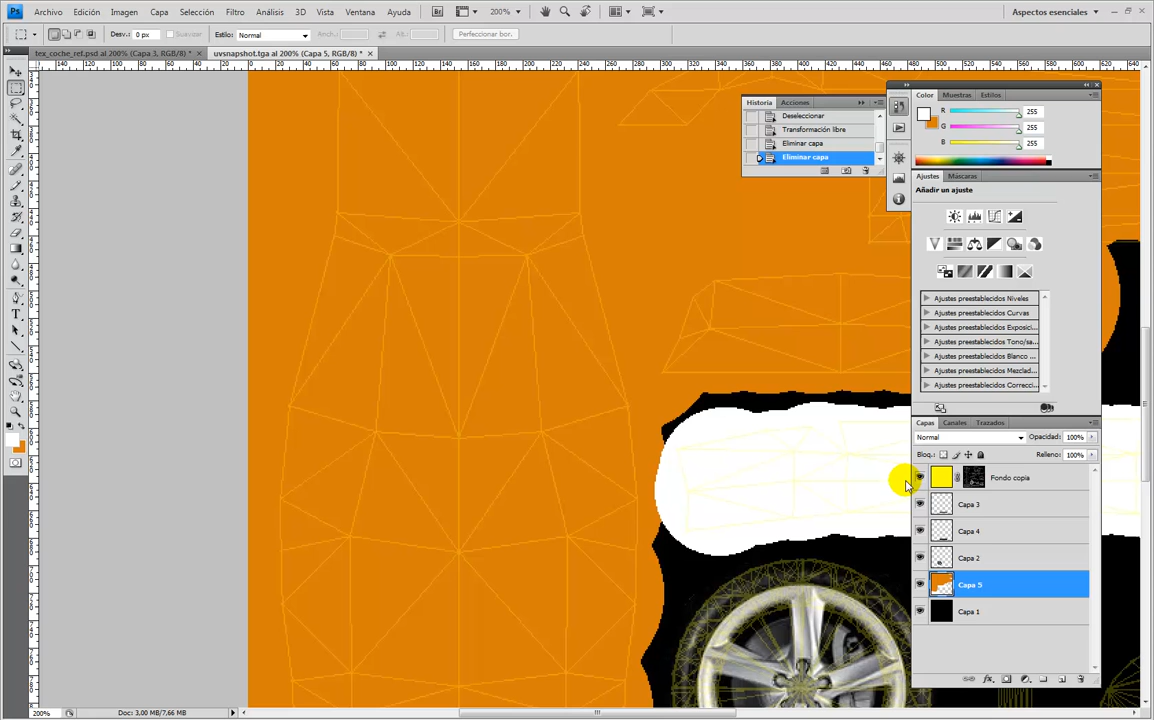 Ps Archivo Edición Imagen Capa Selección Filtro Análisis 3D Vista Ventana Ayuda Br 200% Aspectos esenciales
Desv.: 0 px Suavizar Estilo: Normal Anch.: Alt.: Perfeccionar bor.
tex_coche_ref.psd al 200% (Capa 3, RGB/8) * uvsnapshot.tga al 200% (Capa 5, RGB/8) *
Historia Acciones
Deseleccionar
Transformación libre
Eliminar capa
Eliminar capa
Color Muestras Estilos
R 255
G 255
B 255
Ajustes Máscaras
Añadir un ajuste
Ajustes preestablecidos Niveles
Ajustes preestablecidos Curvas
Ajustes preestablecidos Exposici...
Ajustes preestablecidos Tono/sa...
Ajustes preestablecidos Blanco ...
Ajustes preestablecidos Mezclad...
Ajustes preestablecidos Correcci...
Capas Canales Trazados
Normal Opacidad: 100%
Bloq.: Relleno: 100%
Fondo copia
Capa 3
Capa 4
Capa 2
Capa 5
Capa 1
200% Doc: 3,00 MB/7,66 MB